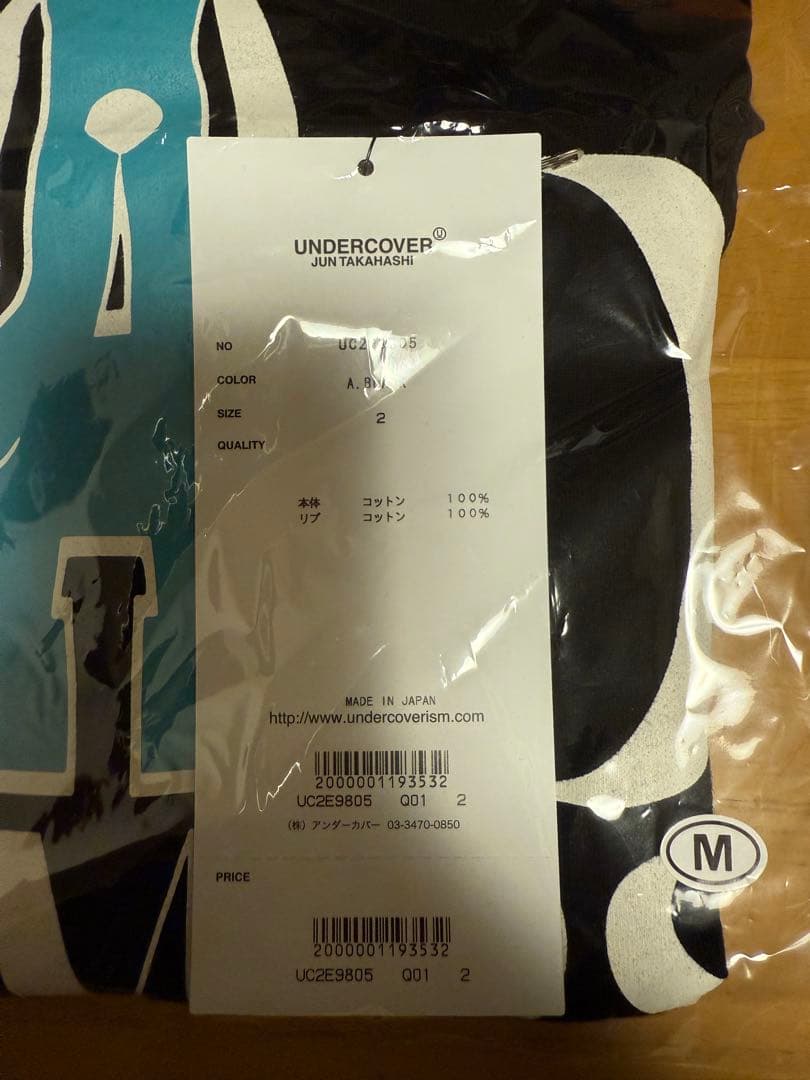 UNDERCOVER U
JUN TAKAHASHI
NO
COLOR
SIZE 2
QUALITY
本体 コットン 100%
リブ コットン 100%
MADE IN JAPAN
http://www.undercoverism.com
2000001193532
UC2E9805 Q01 2
(株) アンダーカバー 03-3470-0850
M
PRICE
2000001193532
UC2E9805 Q01 2